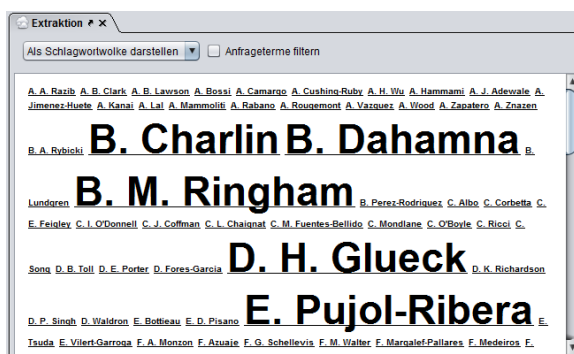 Extraktion
Als Schlagwortwolke darstellen Anfrageterme filtern
A. A. Razib A. B. Clark A. B. Lawson A. Bossi A. Camargo A. Cushing-Ruby A. H. Wu A. Hammami A. J. Adewale A.
Jimenez-Huete A. Kanai A. Lal A. Mammoliti A. Rabano A. Rougemont A. Vazquez A. Wood A. Zapatero A. Znazen
B. A. Rybicki B. Charlin B. Dahamna B.
Lundgren B. M. Ringham B. Perez-Rodriquez C. Albo C. Corbetta C.
E. Feigley C. I. O'Donnell C. J. Coffman C. L. Chaignat C. M. Fuentes-Bellido C. Mondlane C. O'Boyle C. Ricci C.
Song D. B. Toll D. E. Porter D. Fores-Garcia D. H. Glueck D. K. Richardson
D. P. Singh D. Waldron E. Bottieau E. D. Pisano E. Pujol-Ribera E.
Tsuda E. Vilert-Garroga F. A. Monzon F. Azuaje F. G. Schellevis F. M. Walter F. Margalef-Pallares F. Medeiros F.